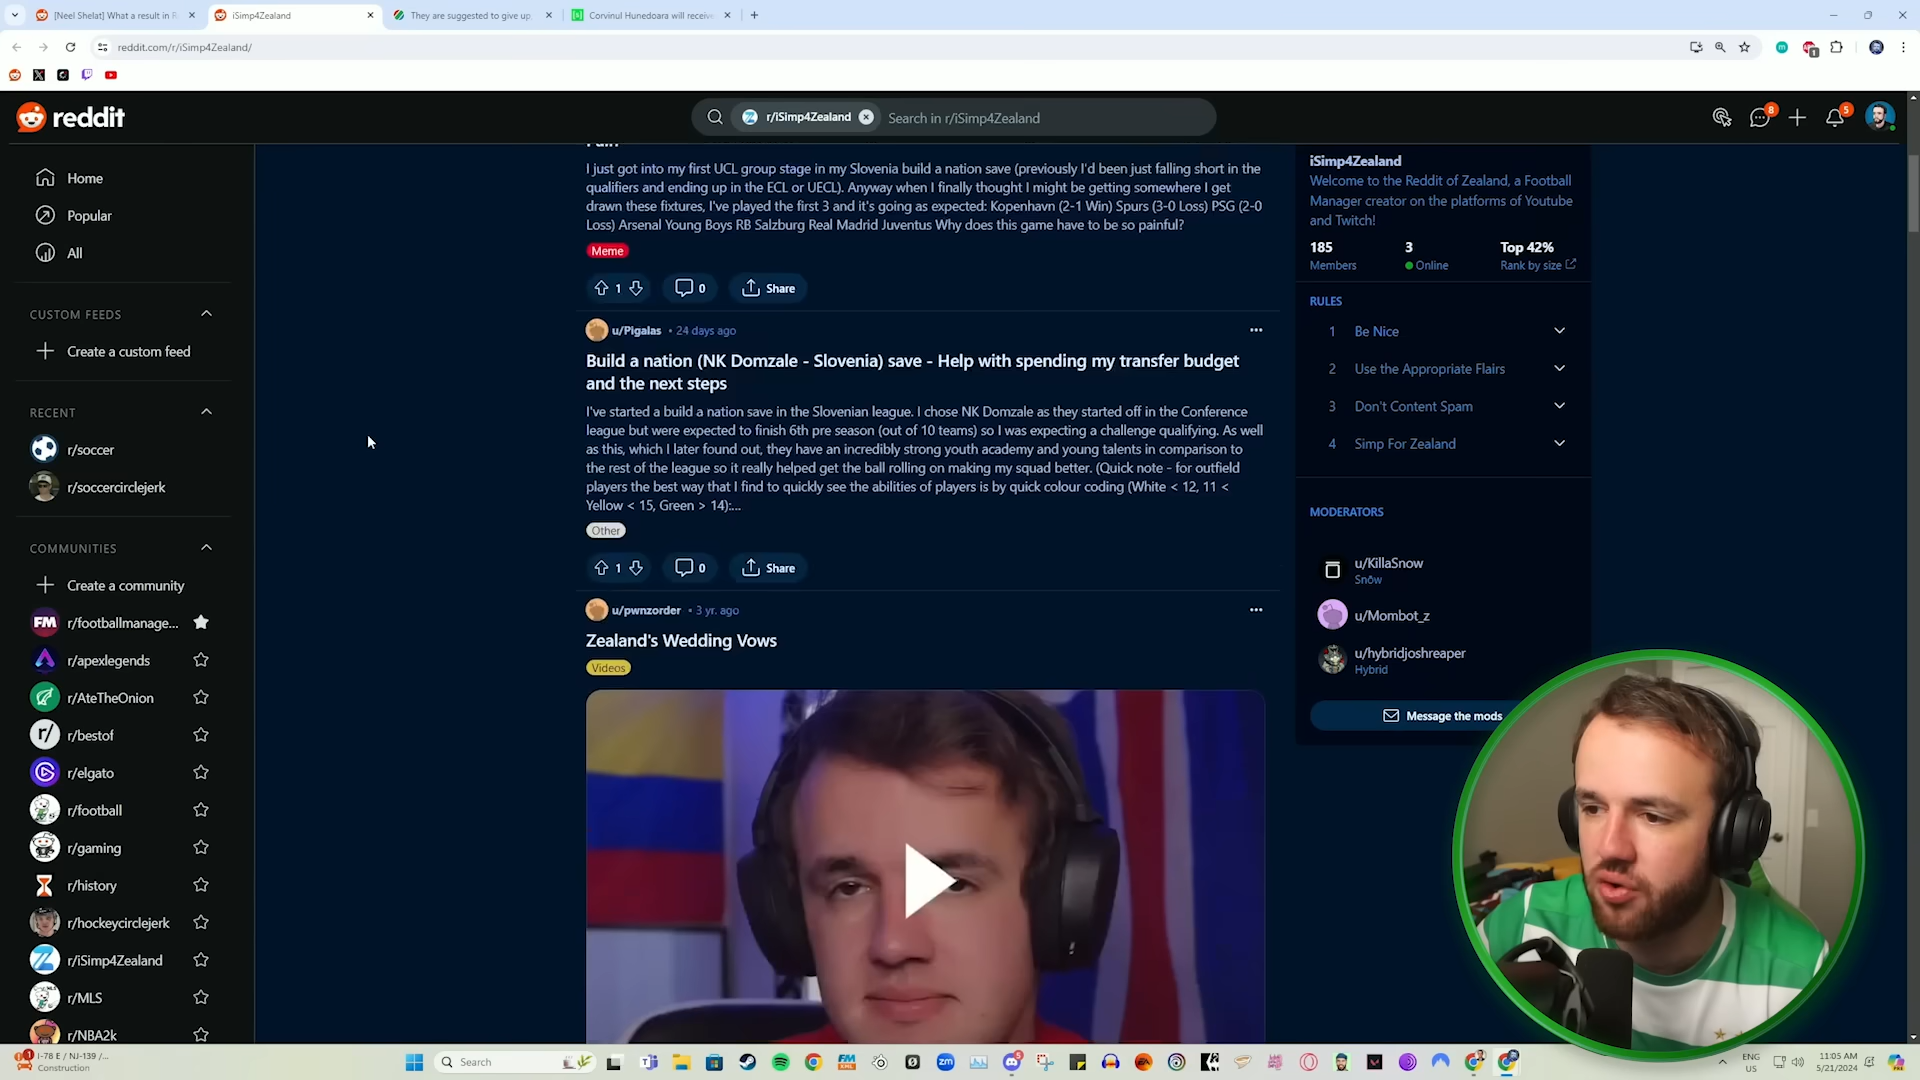 [Neel Shelat] What a result in R
iSimp4Zealand
They are suggested to give up
Corvinul Hunedoara will receive
reddit.com/r/iSimp4Zealand/
reddit
r/iSimp4Zealand
Search in r/iSimp4Zealand
8
5
Home
Popular
All
CUSTOM FEEDS
Create a custom feed
RECENT
r/soccer
r/soccercirclejerk
COMMUNITIES
Create a community
FM
r/footballmanage...
r/apexlegends
r/AteTheOnion
r/
r/bestof
r/elgato
r/football
r/gaming
r/history
r/hockeycirclejerk
r/iSimp4Zealand
r/MLS
r/NBA2k
I just got into my first UCL group stage in my Slovenia build a nation save (previously I'd been just falling short in the
qualifiers and ending up in the ECL or UECL). Anyway when I finally thought I might be getting somewhere I get
drawn these fixtures, I've played the first 3 and it's going as expected: Kopenhavn (2-1 Win) Spurs (3-0 Loss) PSG (2-0
Loss) Arsenal Young Boys RB Salzburg Real Madrid Juventus Why does this game have to be so painful?
Meme
1
0
Share
u/Pigalas • 24 days ago
Build a nation (NK Domzale - Slovenia) save - Help with spending my transfer budget
and the next steps
I've started a build a nation save in the Slovenian league. I chose NK Domzale as they started off in the Conference
league but were expected to finish 6th pre season (out of 10 teams) so I was expecting a challenge qualifying. As well
as this, which I later found out, they have an incredibly strong youth academy and young talents in comparison to
the rest of the league so it really helped get the ball rolling on making my squad better. (Quick note - for outfield
players the best way that I find to quickly see the abilities of players is by quick colour coding (White < 12, 11 <
Yellow < 15, Green > 14):...
Other
1
0
Share
u/pwnzorder • 3 yr. ago
Zealand's Wedding Vows
Videos
iSimp4Zealand
Welcome to the Reddit of Zealand, a Football
Manager creator on the platforms of Youtube
and Twitch!
185
3
Top 42%
Members
Online
Rank by size
RULES
1 Be Nice
2 Use the Appropriate Flairs
3 Don't Content Spam
4 Simp For Zealand
MODERATORS
u/KillaSnow
Snôw
u/Mombot_z
u/hybridjoshreaper
Hybrid
Message the mods
I-78 E / NJ-139 /...
Construction
Search
ENG
US
11:05 AM
5/21/2024